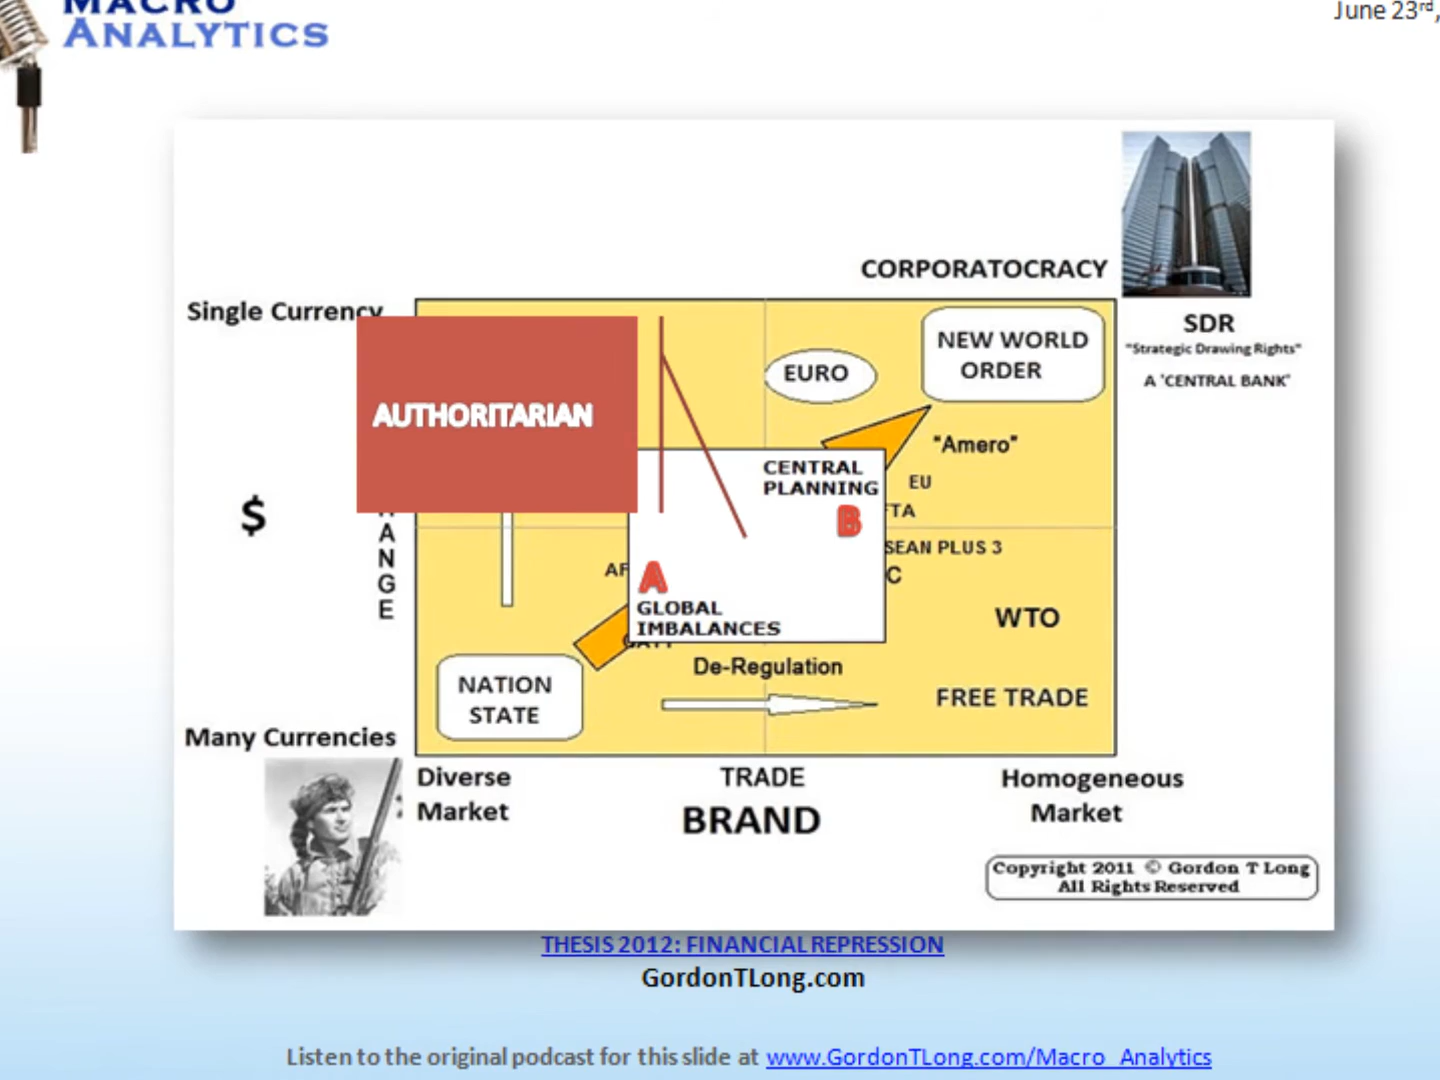 MACRO
ANALYTICS
June 23rd,
CORPORATOCRACY
Single Currency
NEW WORLD
ORDER
SDR
"Strategic Drawing Rights"
A 'CENTRAL BANK'
EURO
AUTHORITARIAN
"Amero"
CENTRAL
PLANNING
EU
$
B
TA
ANGE
SEAN PLUS 3
AF
A
C
GLOBAL
IMBALANCES
WTO
De-Regulation
NATION
STATE
FREE TRADE
Many Currencies
Diverse
Market
TRADE
BRAND
Homogeneous
Market
Copyright 2011 © Gordon T Long
All Rights Reserved
THESIS 2012: FINANCIAL REPRESSION
GordonTLong.com
Listen to the original podcast for this slide at www.GordonTLong.com/Macro_Analytics